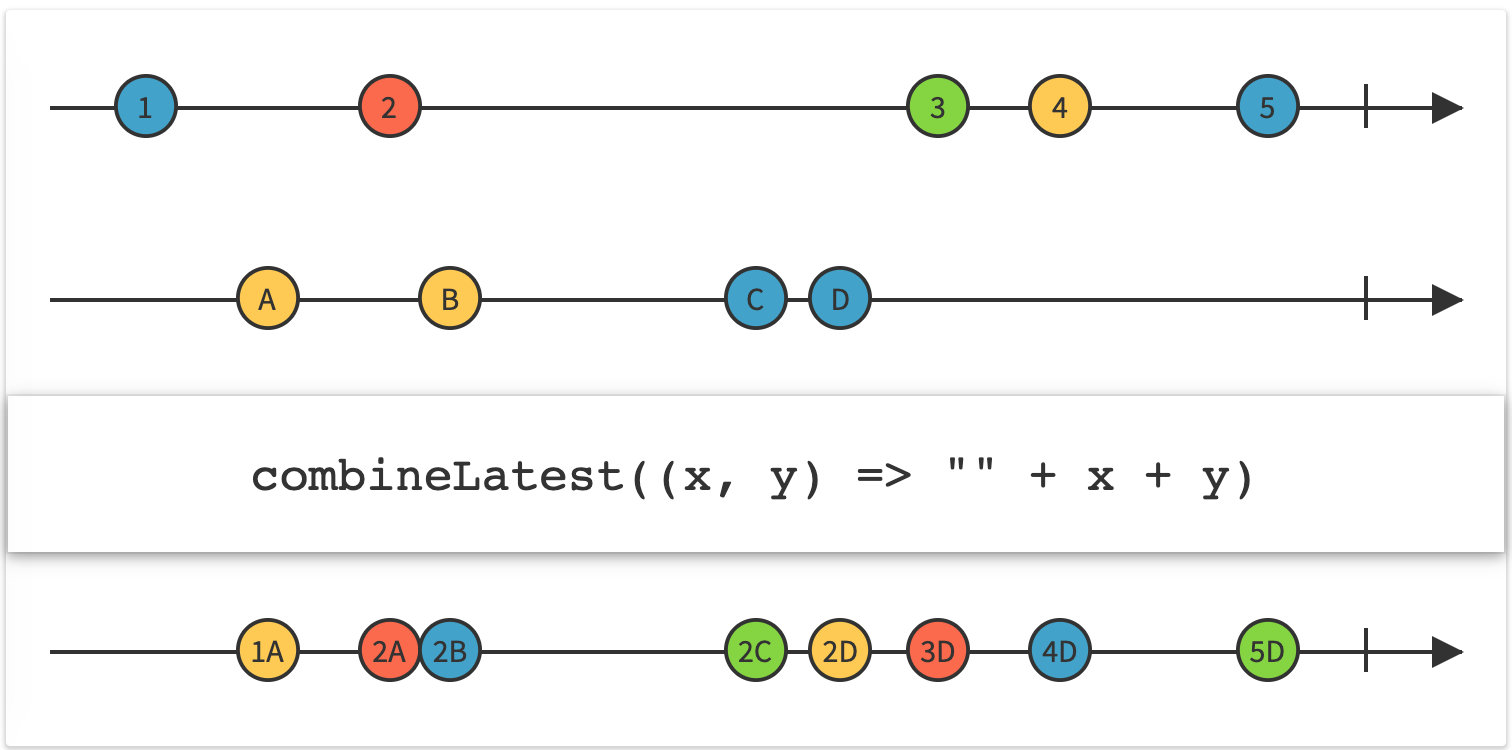 1 2 3 4 5
A B C D
combineLatest((x, y) => "" + x + y)
1A 2A 2B 2C 2D 3D 4D 5D